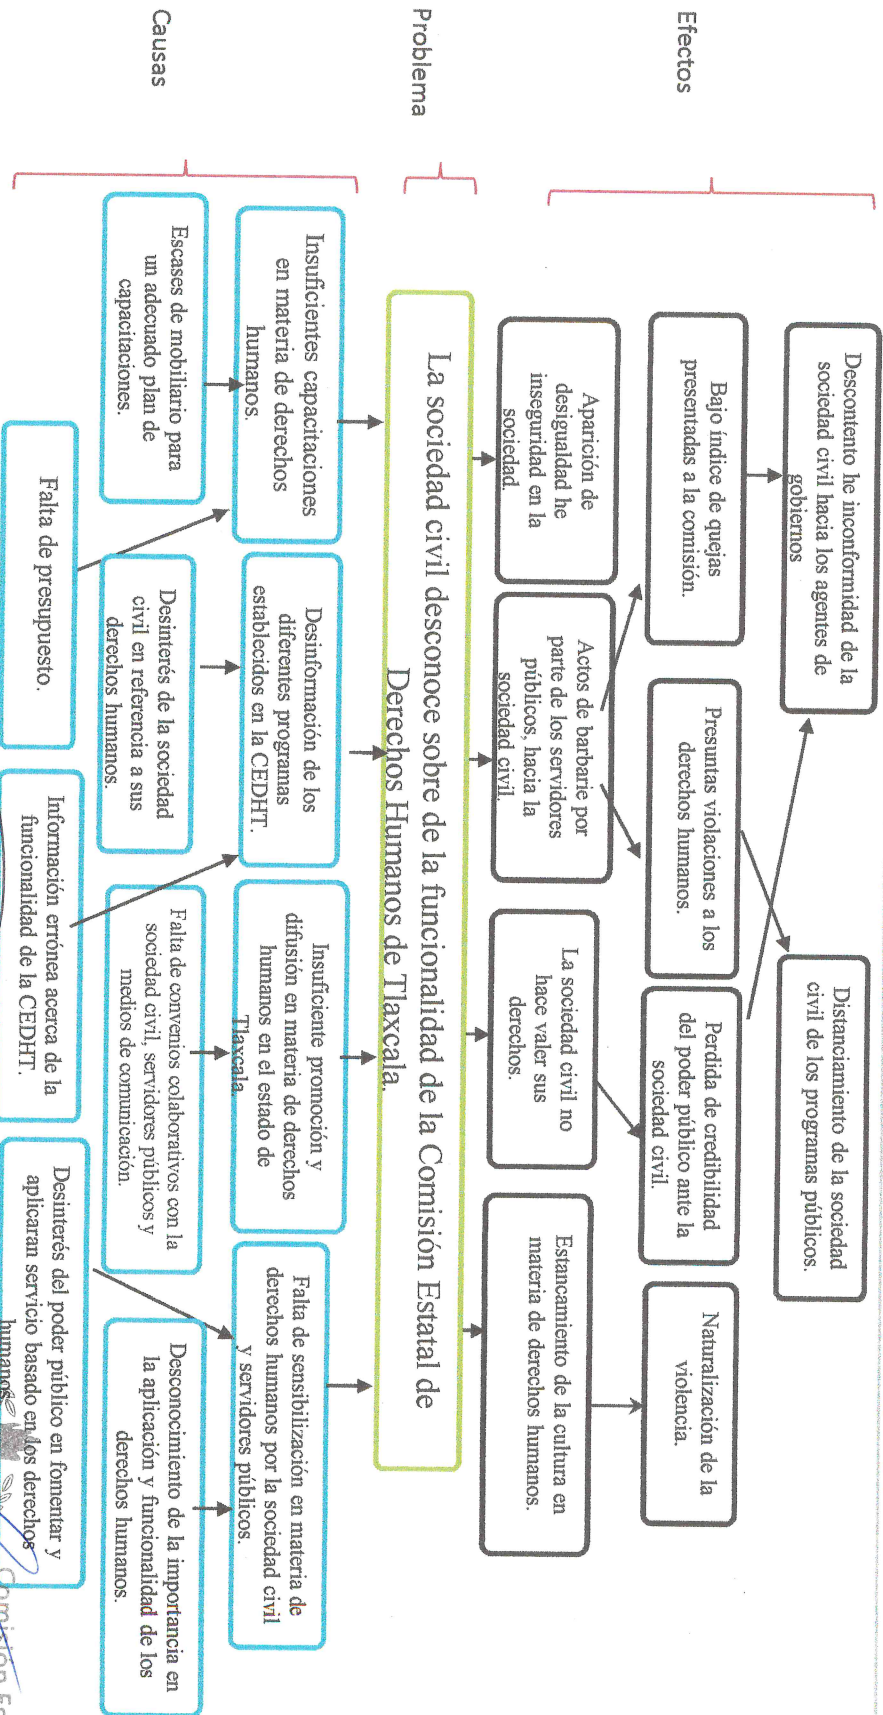 Efectos
Descontento he inconformidad de la
sociedad civil hacia los agentes de
gobiernos
Distanciamiento de la sociedad
civil de los programas públicos.
Bajo índice de quejas
presentadas a la comisión.
Presuntas violaciones a los
derechos humanos.
Perdida de credibilidad
del poder público ante la
sociedad civil.
Naturalización de la
violencia.
Aparición de
desigualdad he
inseguridad en la
sociedad.
Actos de barbarie por
parte de los servidores
públicos, hacia la
sociedad civil.
La sociedad civil no
hace valer sus
derechos.
Estancamiento de la cultura en
materia de derechos humanos.
Problema
La sociedad civil desconoce sobre de la funcionalidad de la Comisión Estatal de
Derechos Humanos de Tlaxcala.
Causas
Insuficientes capacitaciones
en materia de derechos
humanos.
Desinformación de los
diferentes programas
establecidos en la CEDHT.
Insuficiente promoción y
difusión en materia de derechos
humanos en el estado de
Tlaxcala.
Falta de sensibilización en materia de
derechos humanos por la sociedad civil
y servidores públicos.
Escases de mobiliario para
un adecuado plan de
capacitaciones.
Desinterés de la sociedad
civil en referencia a sus
derechos humanos.
Falta de convenios colaborativos con la
sociedad civil, servidores públicos y
medios de comunicación.
Desconocimiento de la importancia en
la aplicación y funcionalidad de los
derechos humanos.
Falta de presupuesto.
Información errónea acerca de la
funcionalidad de la CEDHT.
Desinterés del poder público en fomentar y
aplicaran servicio basado en los derechos
humanos
Comisión